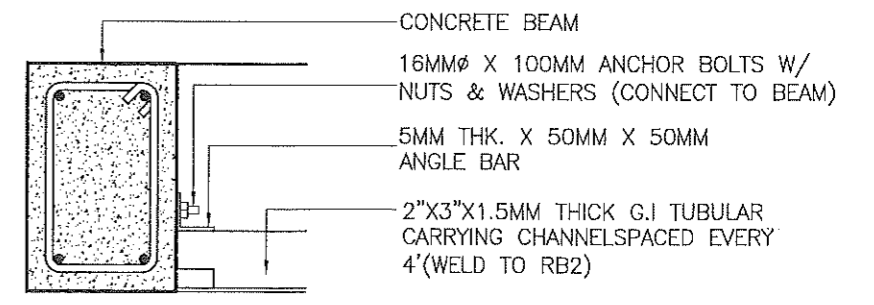 CONCRETE BEAM
16MMø X 100MM ANCHOR BOLTS W/
NUTS & WASHERS (CONNECT TO BEAM)
5MM THK. X 50MM X 50MM
ANGLE BAR
2"X3"X1.5MM THICK G.I TUBULAR
CARRYING CHANNELSPACED EVERY
4'(WELD TO RB2)